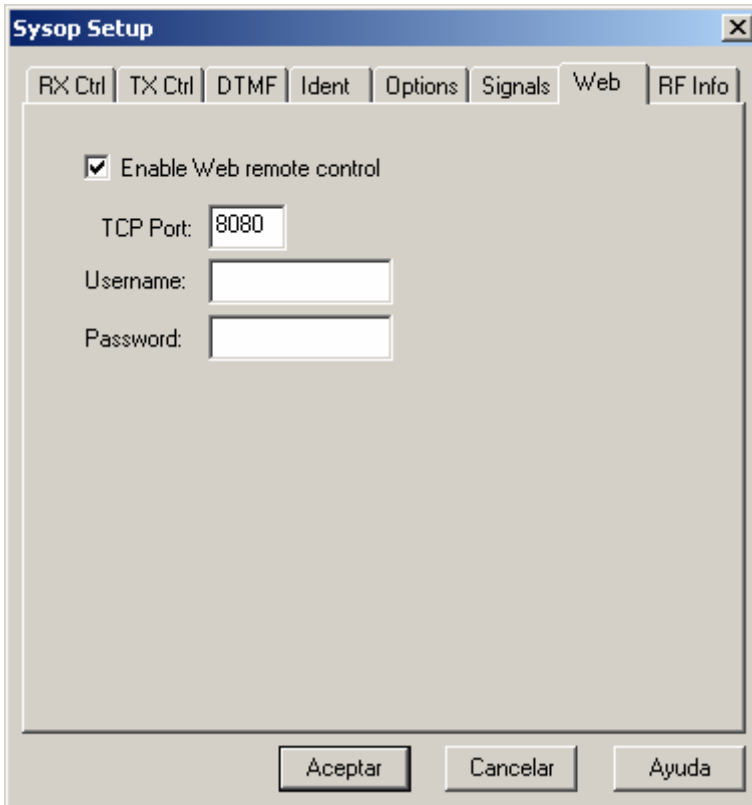 Sysop Setup
RX Ctrl TX Ctrl DTMF Ident Options Signals Web RF Info
Enable Web remote control
TCP Port: 8080
Username:
Password:
Aceptar Cancelar Ayuda